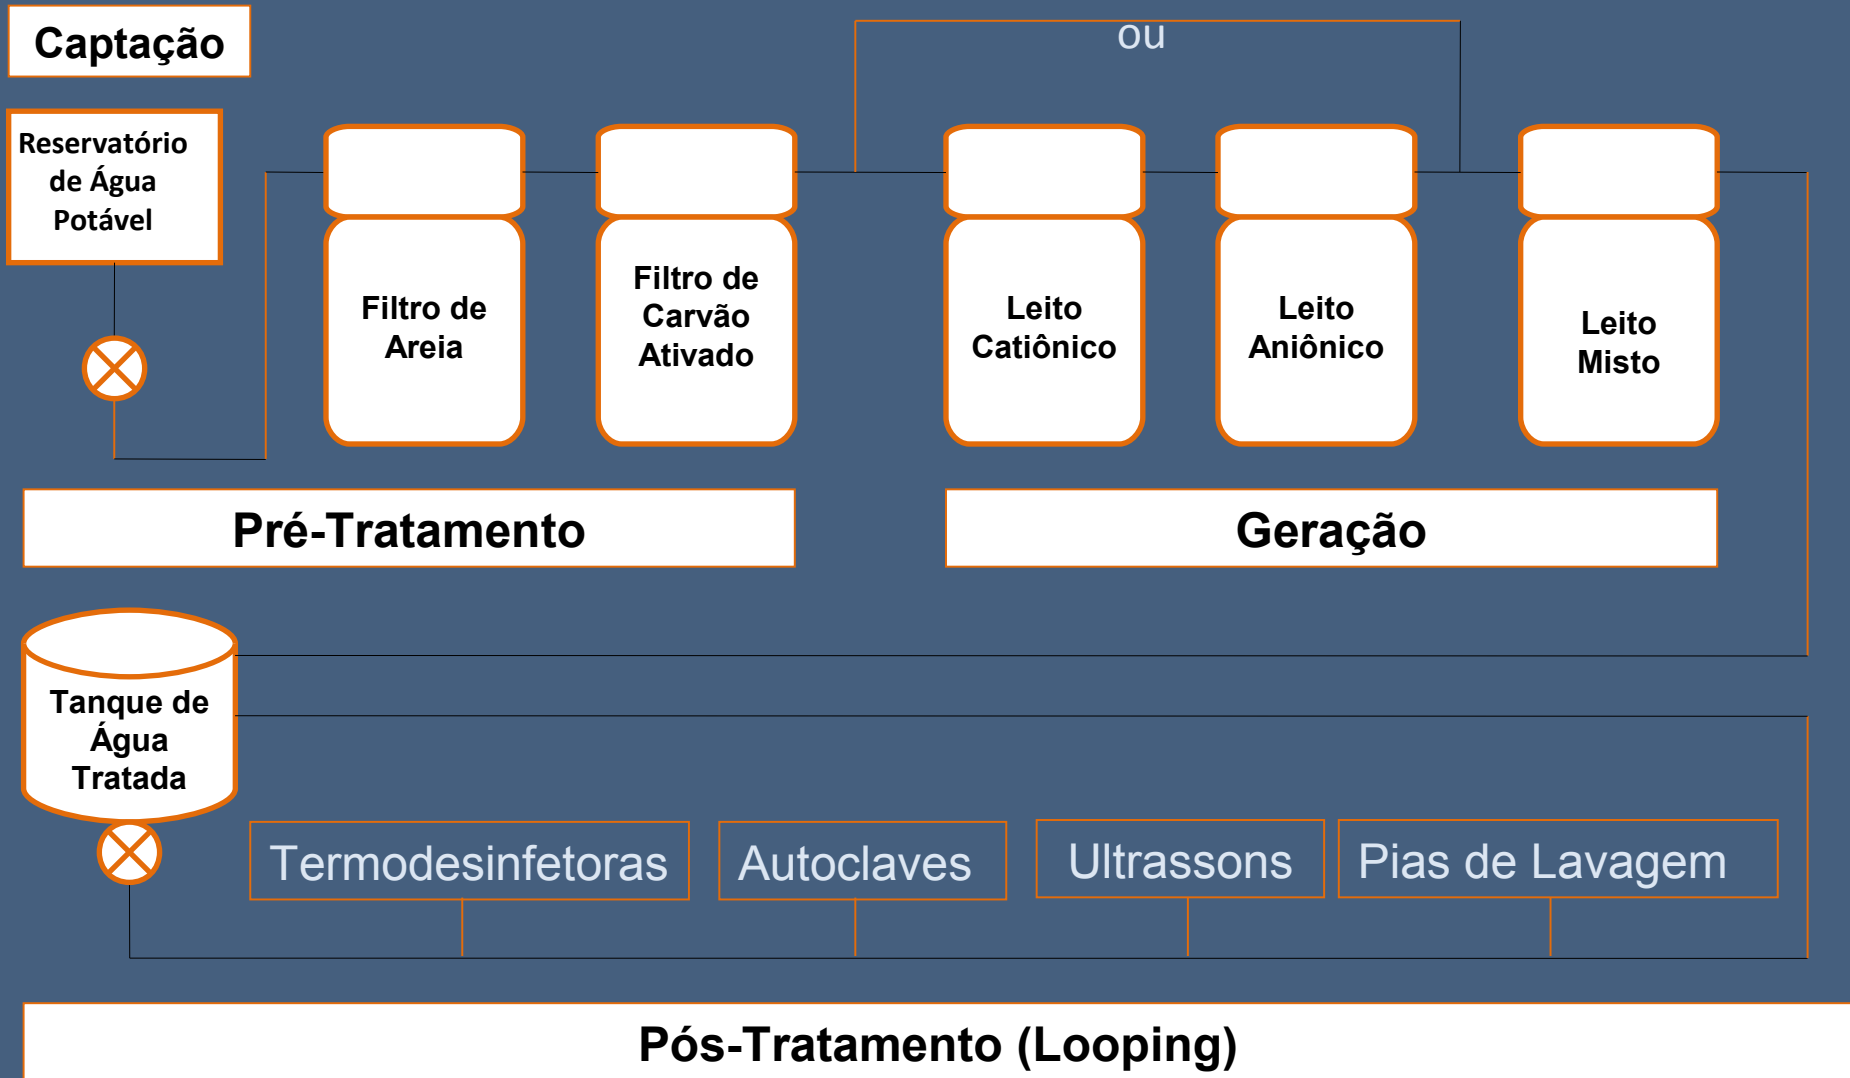 Captação
ou
Reservatório
de Água
Potável
Filtro de
Areia
Filtro de
Carvão
Ativado
Leito
Catiônico
Leito
Aniônico
Leito
Misto
Pré-Tratamento
Geração
Tanque de
Água
Tratada
Termodesinfetoras
Autoclaves
Ultrassons
Pias de Lavagem
Pós-Tratamento (Looping)